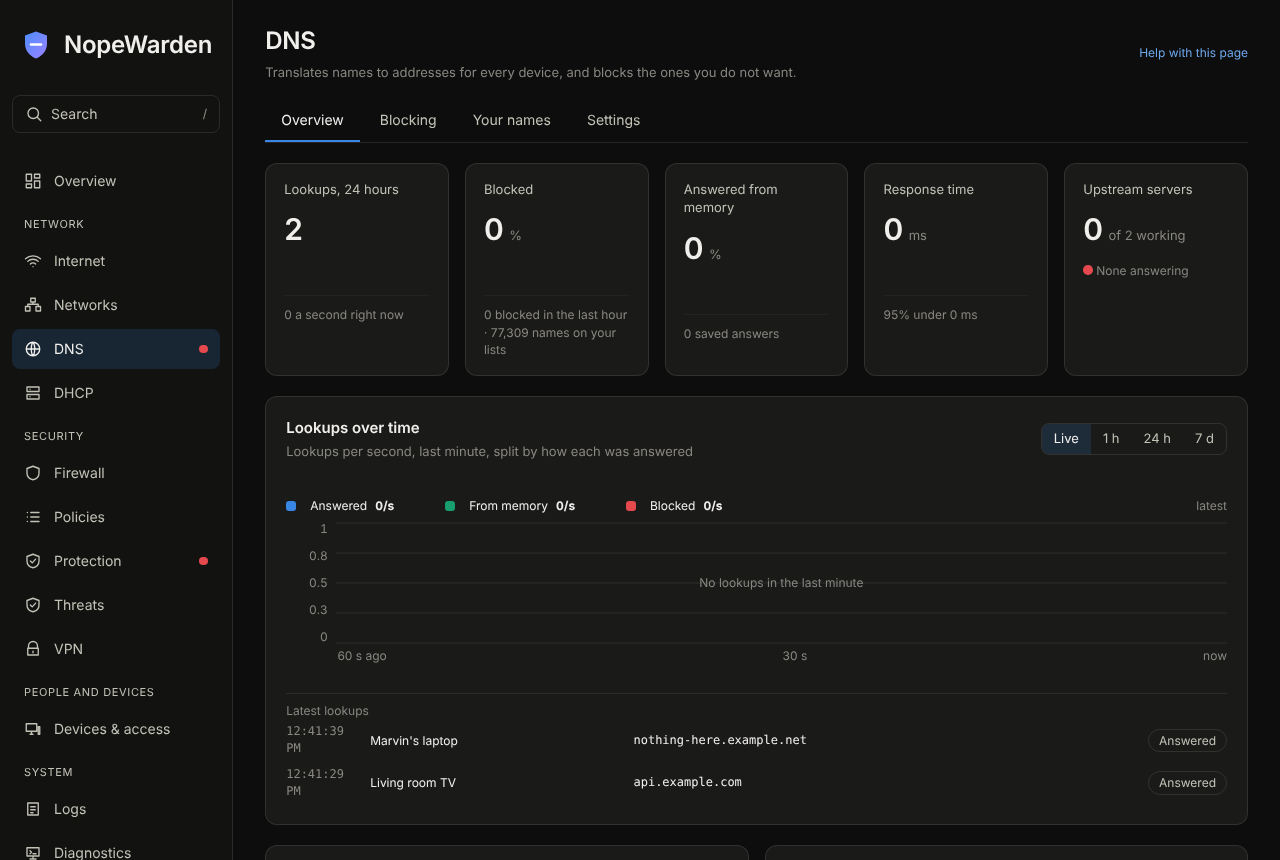 NopeWarden
Search /
Overview
NETWORK
Internet
Networks
DNS
DHCP
SECURITY
Firewall
Policies
Protection
Threats
VPN
PEOPLE AND DEVICES
Devices & access
SYSTEM
Logs
Diagnostics
DNS
Translates names to addresses for every device, and blocks the ones you do not want.
Help with this page
Overview Blocking Your names Settings
Lookups, 24 hours
2
0 a second right now
Blocked
0 %
0 blocked in the last hour
· 77,309 names on your
lists
Answered from
memory
0 %
0 saved answers
Response time
0 ms
95% under 0 ms
Upstream servers
0 of 2 working
None answering
Lookups over time
Lookups per second, last minute, split by how each was answered
Live 1 h 24 h 7 d
Answered 0/s From memory 0/s Blocked 0/s latest
1
0.8
0.5
0.3
0
No lookups in the last minute
60 s ago 30 s now
Latest lookups
12:41:39
PM
Marvin's laptop nothing-here.example.net Answered
12:41:29
PM
Living room TV api.example.com Answered